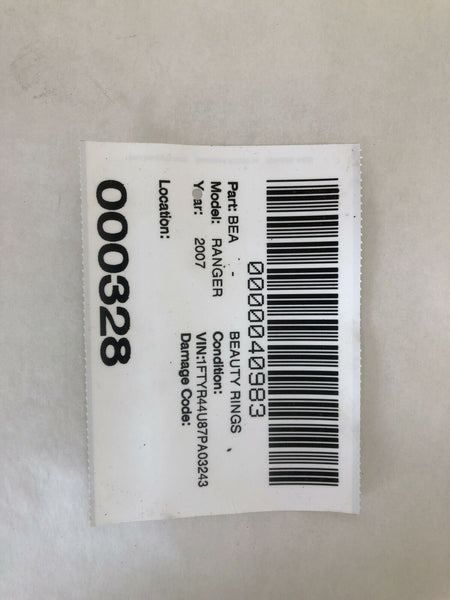 0000040983
Part: BEA - BEAUTY RINGS
Model: RANGER Condition:
Year: 2007 VIN:1FTYR44U87PA03243
Damage Code:
Location:
000328